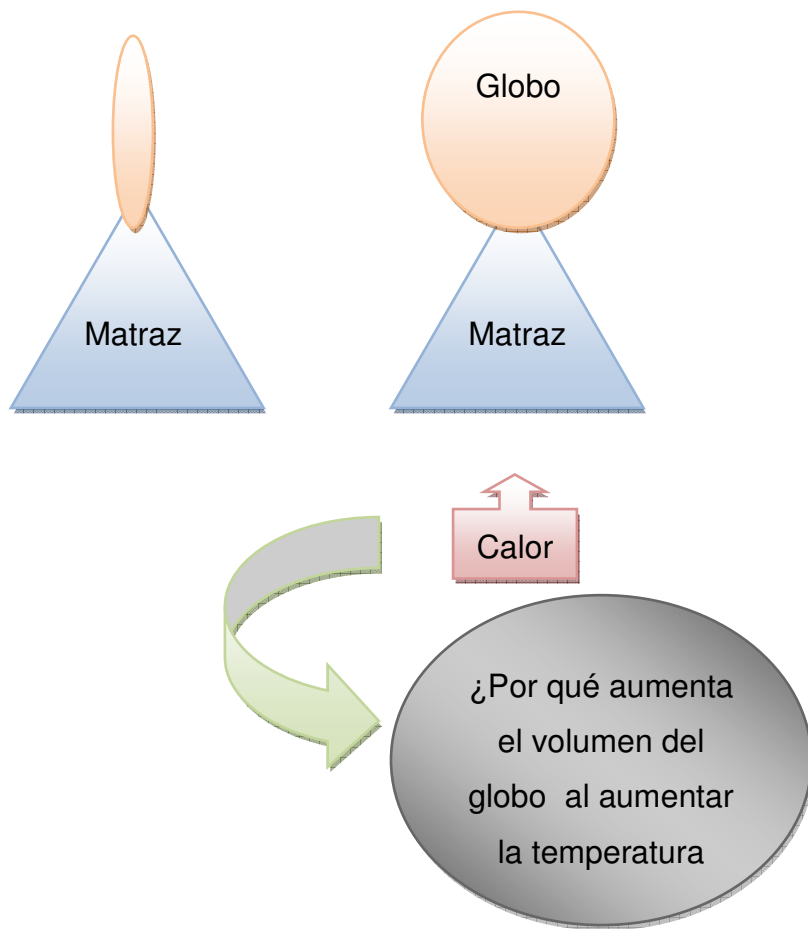 Globo
Matraz
Matraz
Calor
¿Por qué aumenta
el volumen del
globo al aumentar
la temperatura